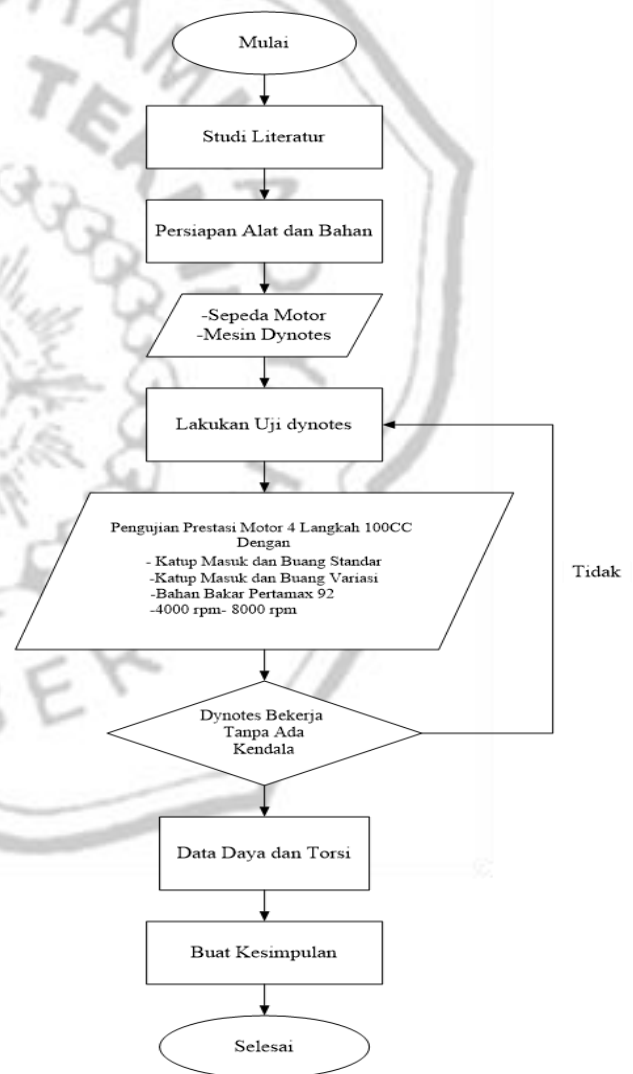 Mulai
Studi Literatur
Persiapan Alat dan Bahan
-Sepeda Motor
-Mesin Dynotes
Lakukan Uji dynotes
Pengujian Prestasi Motor 4 Langkah 100CC
Dengan
- Katup Masuk dan Buang Standar
-Katup Masuk dan Buang Variasi
-Bahan Bakar Pertamax 92
-4000 rpm- 8000 rpm
Tidak
Dynotes Bekerja
Tanpa Ada
Kendala
Data Daya dan Torsi
Buat Kesimpulan
Selesai